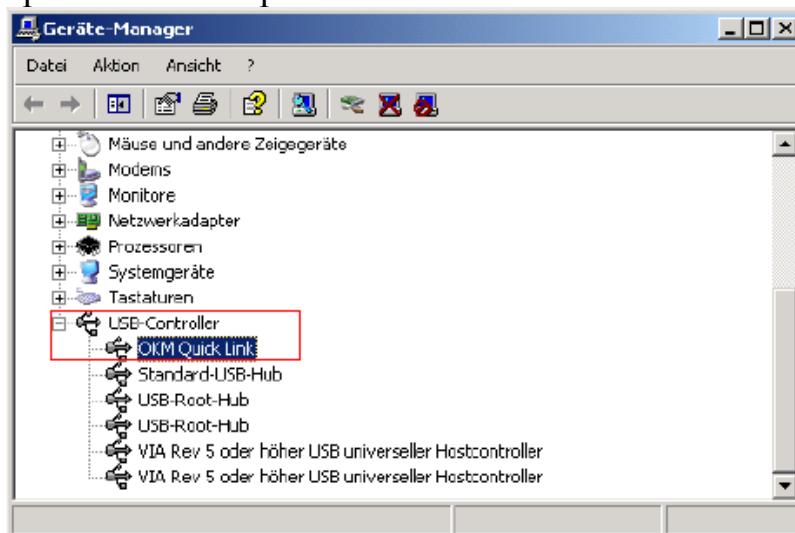 Geräte-Manager
Datei Aktion Ansicht ?
Mäuse und andere Zeigegeräte
Modems
Monitore
Netzwerkadapter
Prozessoren
Systemgeräte
Tastaturen
USB-Controller
OKM Quick Link
Standard-USB-Hub
USB-Root-Hub
USB-Root-Hub
VIA Rev 5 oder höher USB universeller Hostcontroller
VIA Rev 5 oder höher USB universeller Hostcontroller